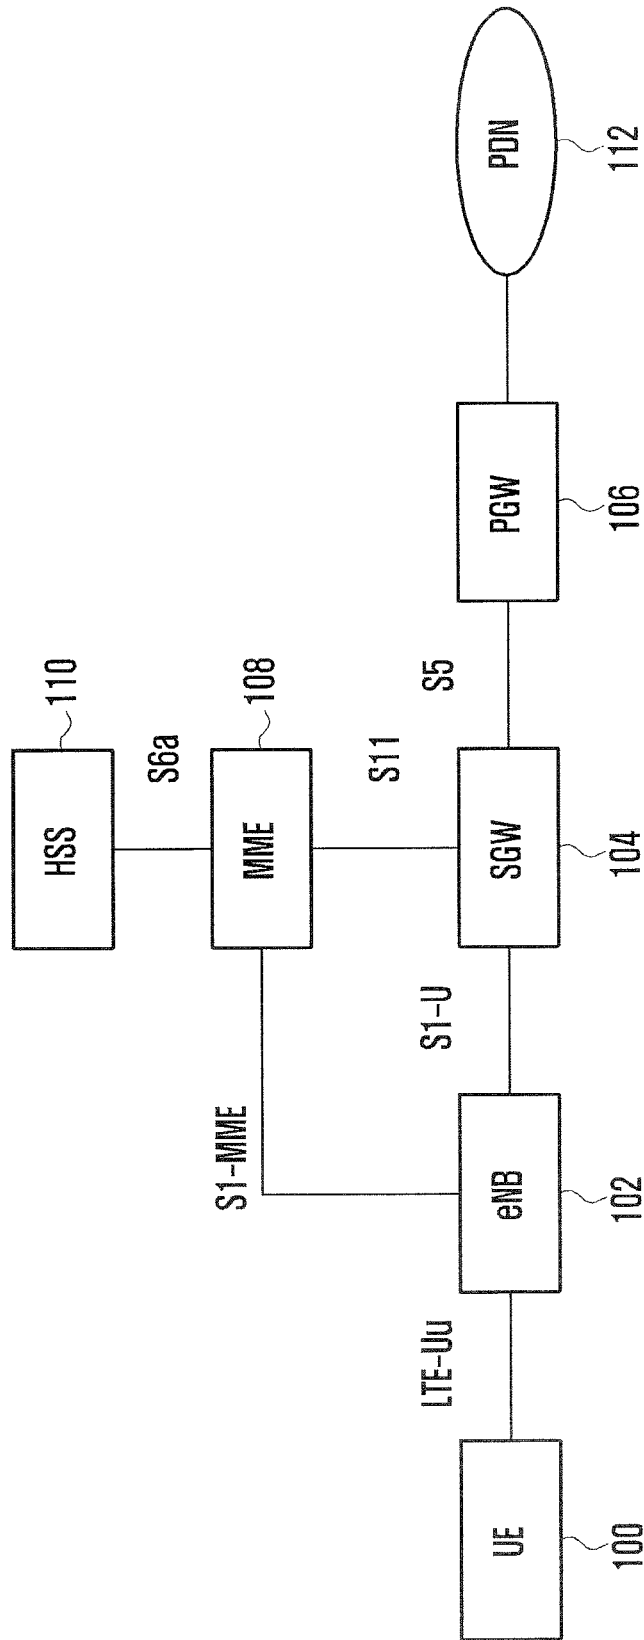 HSS
110
S6a
MME
108
S1-MME
S11
LTE-Uu
S1-U
S5
UE
eNB
SGW
PGW
PDN
100
102
104
106
112